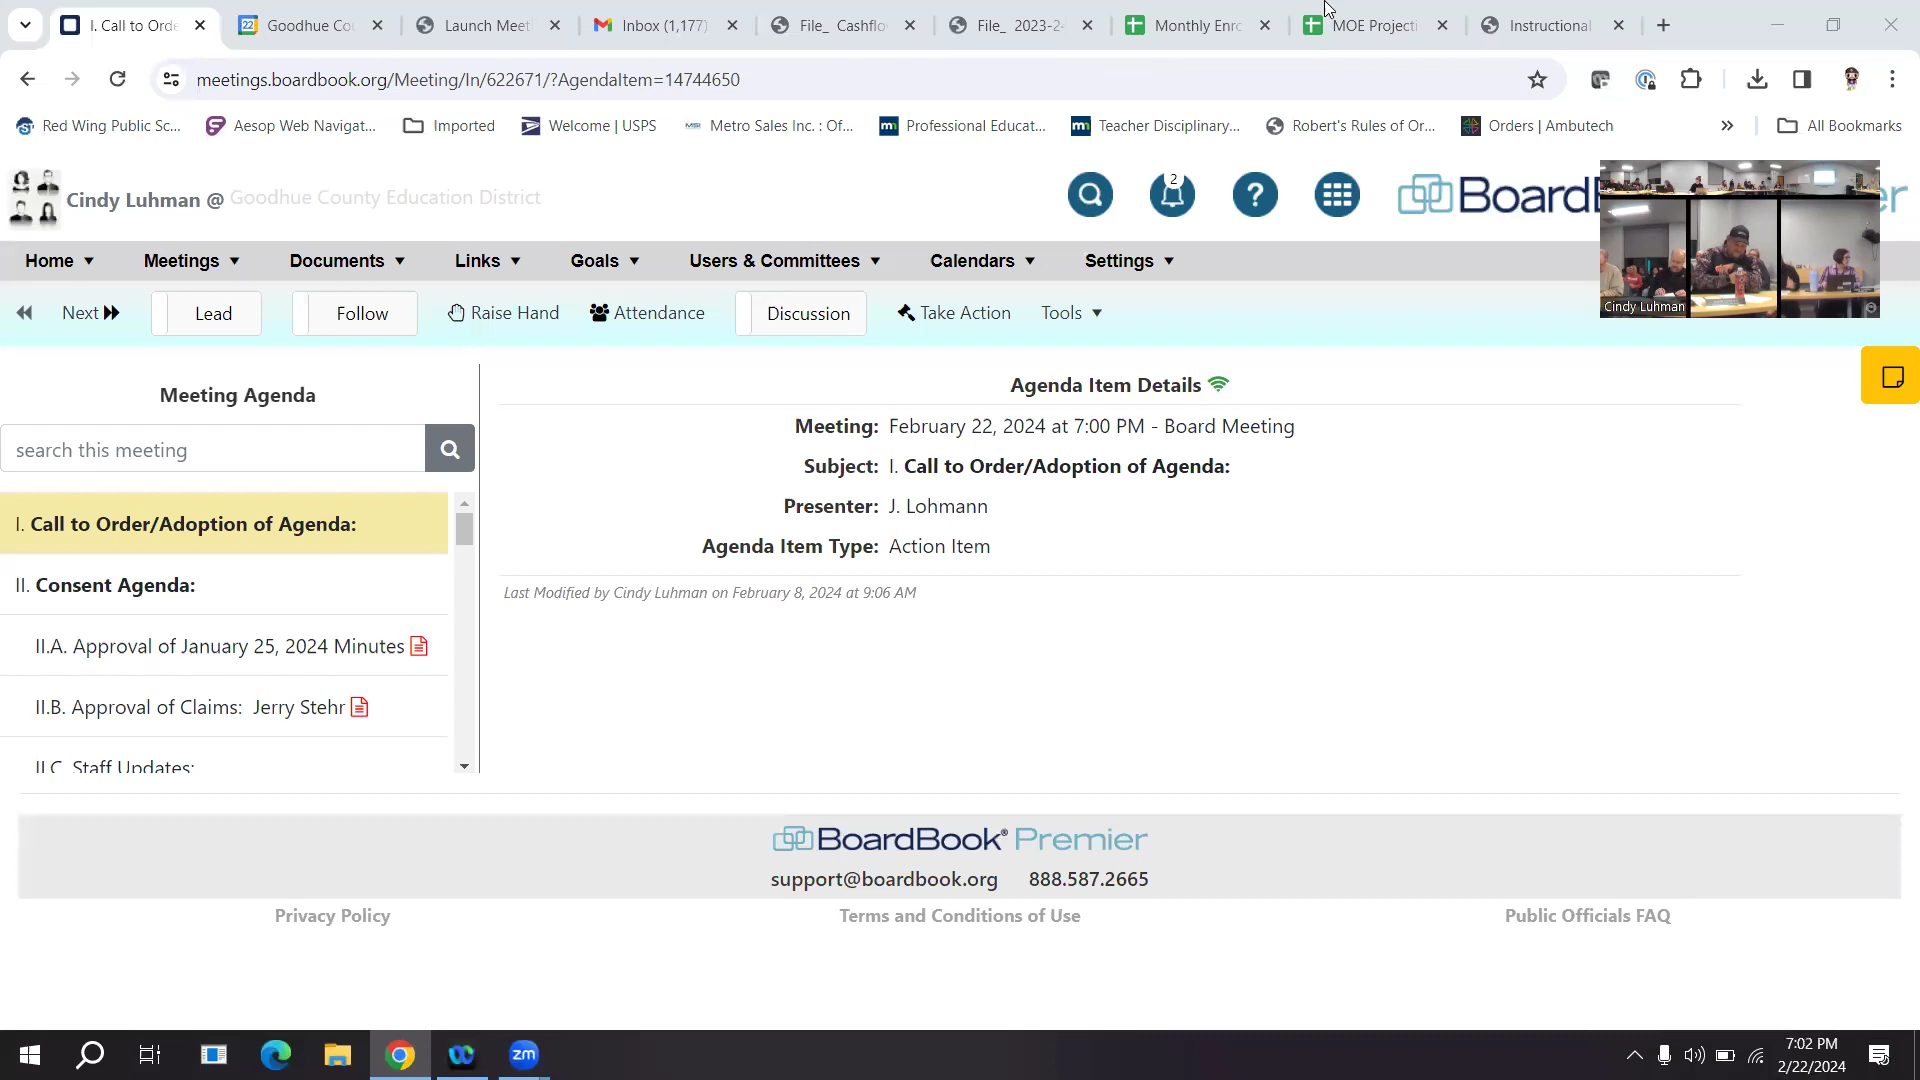 I. Call to Orde
Goodhue Co
Launch Meet
Inbox (1,177)
File_ Cashflo
File_ 2023-24
Monthly Enro
MOE Projecti
Instructional
meetings.boardbook.org/Meeting/In/622671/?AgendaItem=14744650
Red Wing Public Sc...
Aesop Web Navigat...
Imported
Welcome | USPS
Metro Sales Inc. : Of...
Professional Educat...
Teacher Disciplinary...
Robert's Rules of Or...
Orders | Ambutech
All Bookmarks
Cindy Luhman @ Goodhue County Education District
2
BoardB
Home
Meetings
Documents
Links
Goals
Users & Committees
Calendars
Settings
Next
Lead
Follow
Raise Hand
Attendance
Discussion
Take Action
Tools
Cindy Luhman
Meeting Agenda
search this meeting
I. Call to Order/Adoption of Agenda:
II. Consent Agenda:
II.A. Approval of January 25, 2024 Minutes
II.B. Approval of Claims: Jerry Stehr
II.C. Staff Updates:
Agenda Item Details
Meeting: February 22, 2024 at 7:00 PM - Board Meeting
Subject: I. Call to Order/Adoption of Agenda:
Presenter: J. Lohmann
Agenda Item Type: Action Item
Last Modified by Cindy Luhman on February 8, 2024 at 9:06 AM
BoardBook® Premier
support@boardbook.org 888.587.2665
Privacy Policy
Terms and Conditions of Use
Public Officials FAQ
zm
7:02 PM
2/22/2024